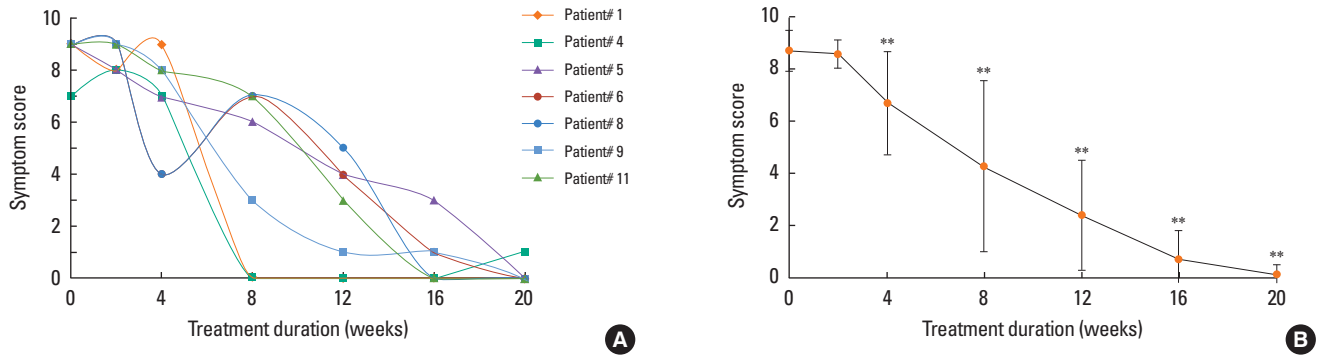 10
8
6
4
2
0
Symptom score
0 4 8 12 16 20
Treatment duration (weeks)
Patient# 1
Patient# 4
Patient# 5
Patient# 6
Patient# 8
Patient# 9
Patient# 11
A
10
8
6
4
2
0
Symptom score
**
**
**
**
**
0 4 8 12 16 20
Treatment duration (weeks)
B